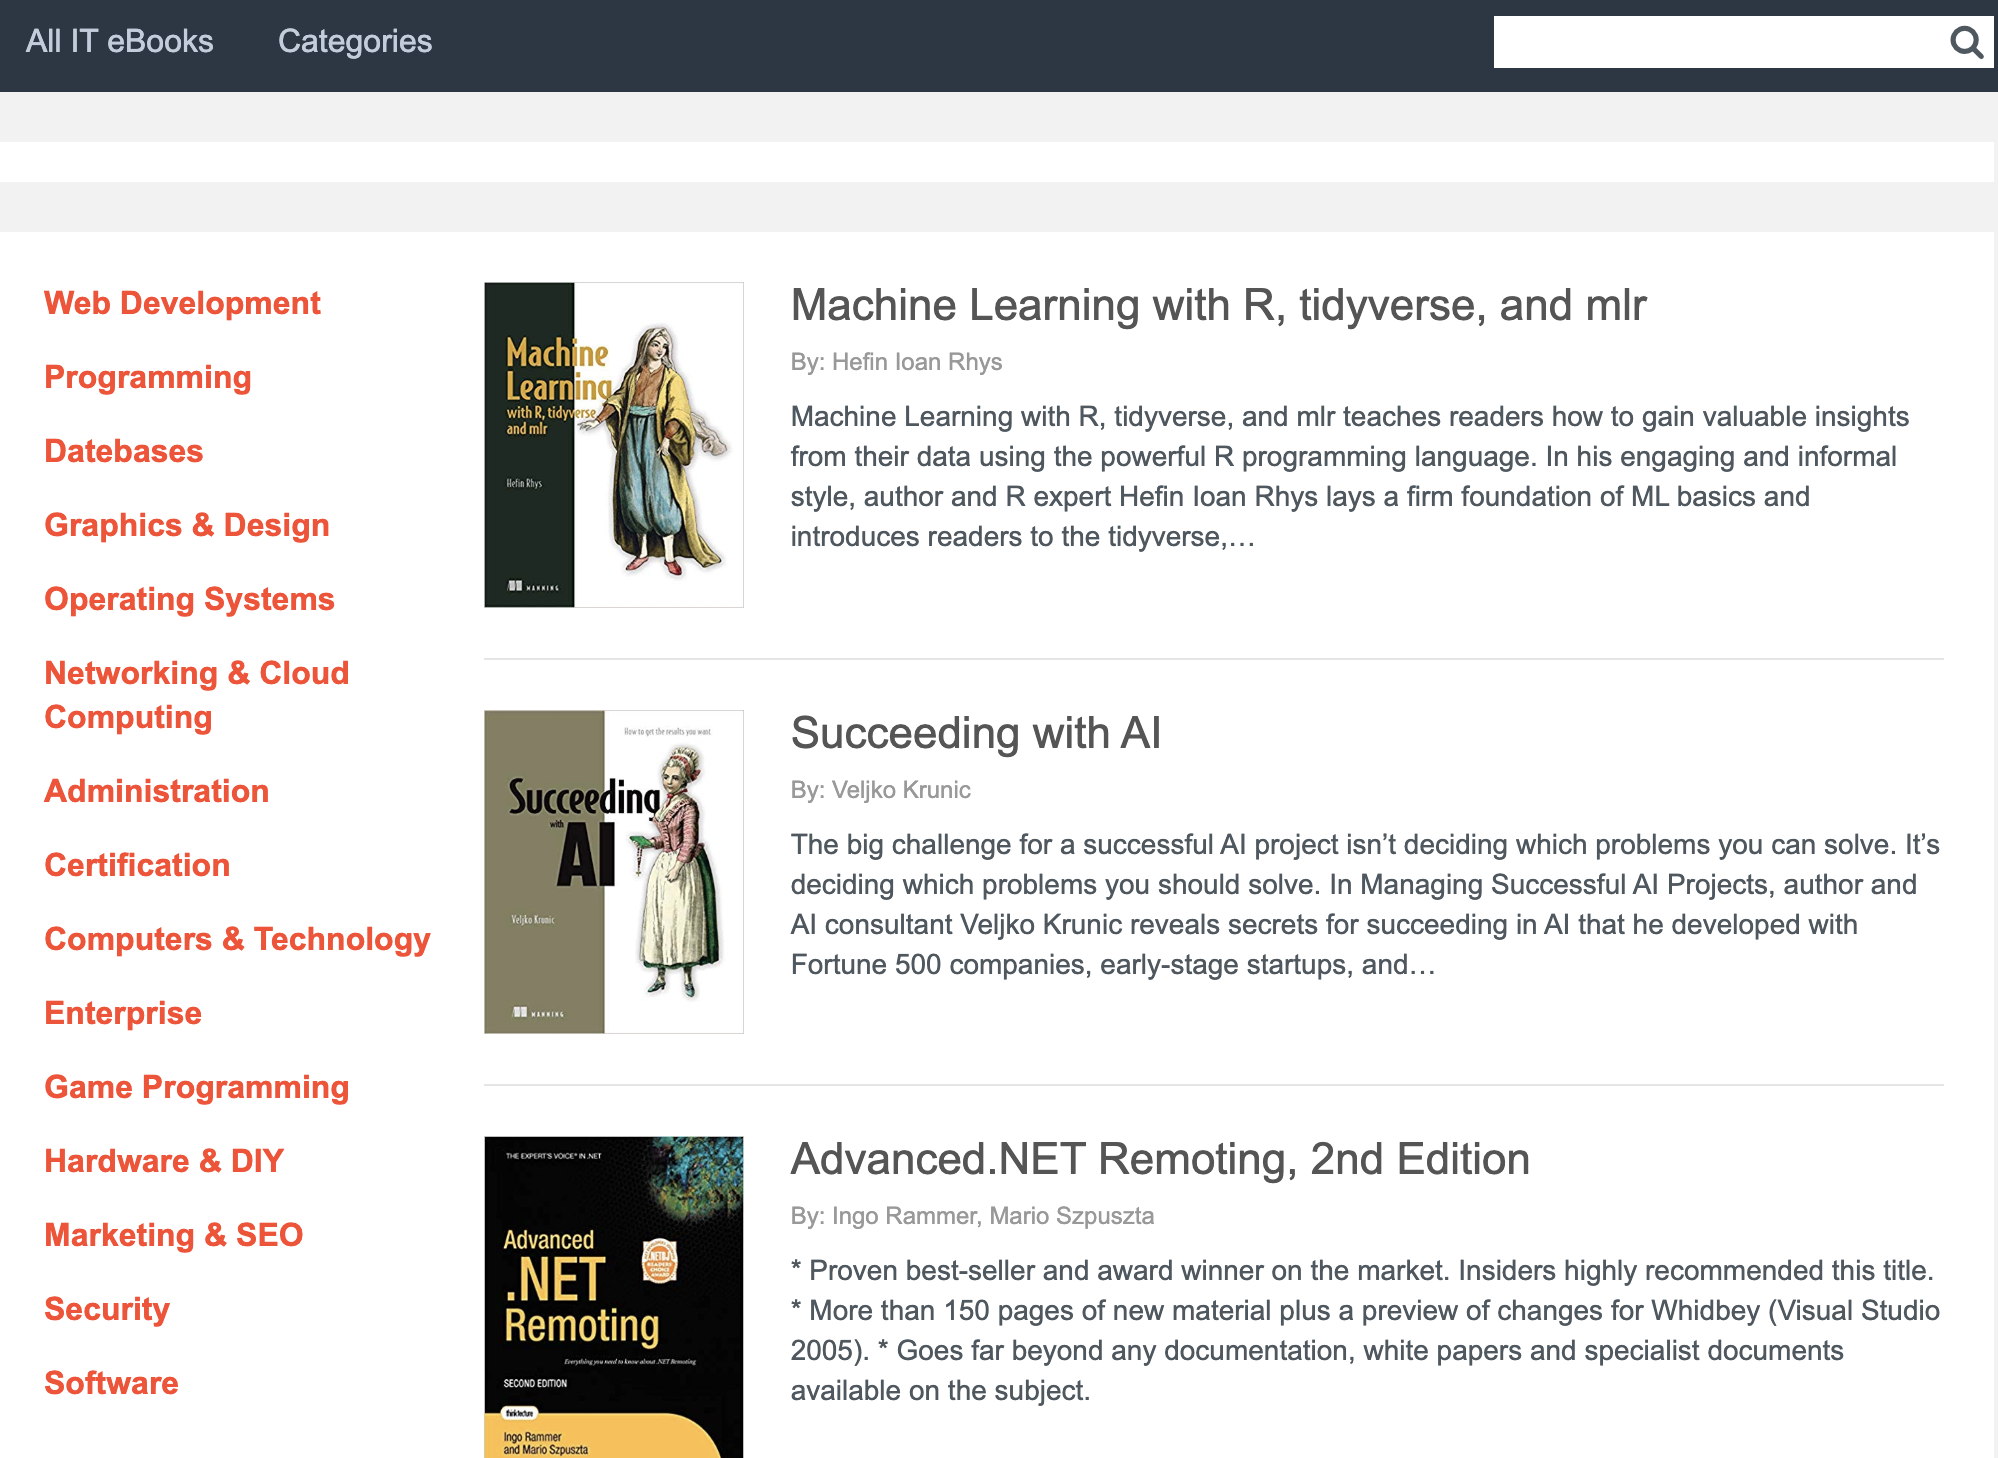 All IT eBooks
Categories
Web Development
Programming
Datebases
Graphics & Design
Operating Systems
Networking & Cloud
Computing
Administration
Certification
Computers & Technology
Enterprise
Game Programming
Hardware & DIY
Marketing & SEO
Security
Software
Machine
Learning
with R, tidyverse,
and mlr
Hefin Rhys
MANNING
Machine Learning with R, tidyverse, and mlr
By: Hefin Ioan Rhys
Machine Learning with R, tidyverse, and mlr teaches readers how to gain valuable insights
from their data using the powerful R programming language. In his engaging and informal
style, author and R expert Hefin Ioan Rhys lays a firm foundation of ML basics and
introduces readers to the tidyverse,…
How to get the results you want
Succeeding
with
AI
Veljko Krunic
MANNING
Succeeding with AI
By: Veljko Krunic
The big challenge for a successful AI project isn’t deciding which problems you can solve. It’s
deciding which problems you should solve. In Managing Successful AI Projects, author and
AI consultant Veljko Krunic reveals secrets for succeeding in AI that he developed with
Fortune 500 companies, early-stage startups, and…
THE EXPERT'S VOICE® IN .NET
Advanced
.NET
Remoting
Everything you need to know about .NET Remoting
SECOND EDITION
thinktecture
Ingo Rammer
and Mario Szpuszta
Advanced.NET Remoting, 2nd Edition
By: Ingo Rammer, Mario Szpuszta
* Proven best-seller and award winner on the market. Insiders highly recommended this title.
* More than 150 pages of new material plus a preview of changes for Whidbey (Visual Studio
2005). * Goes far beyond any documentation, white papers and specialist documents
available on the subject.